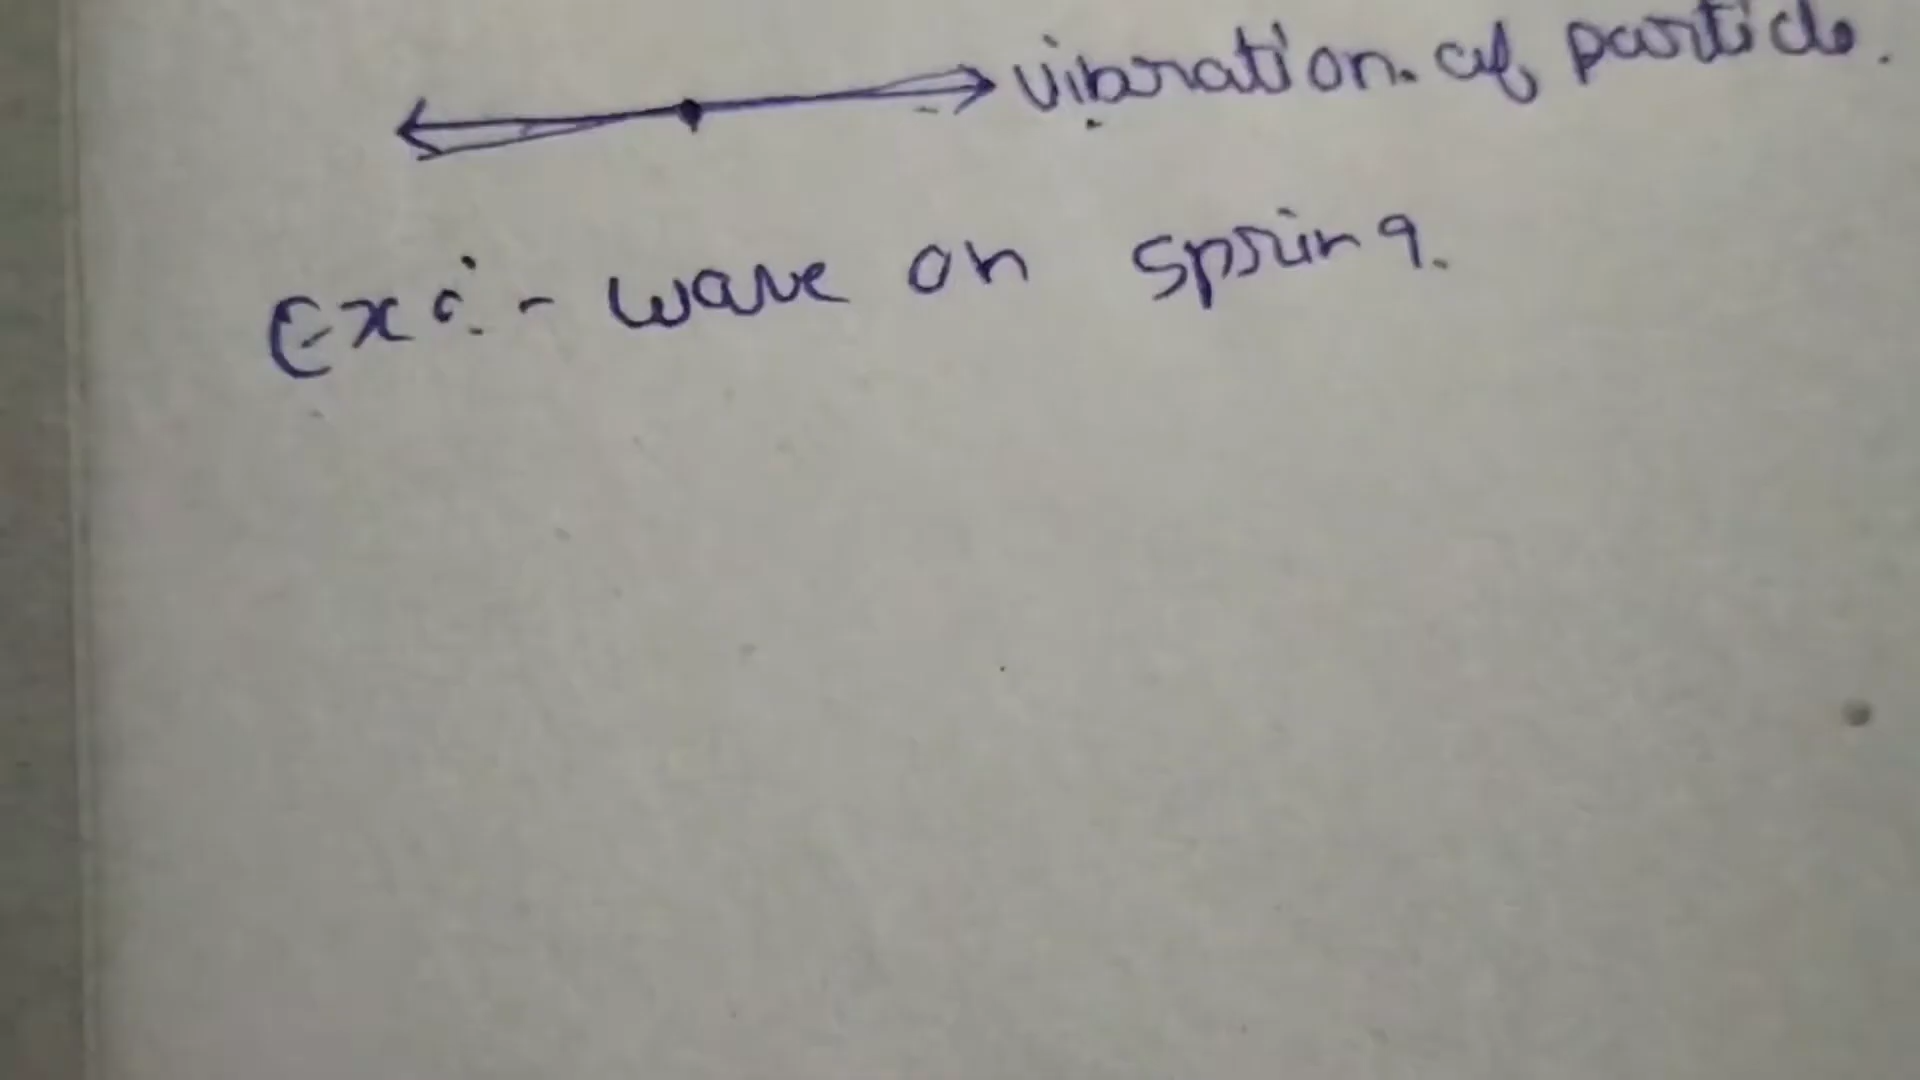 vibration of particle.
Ex:- wave on spring.